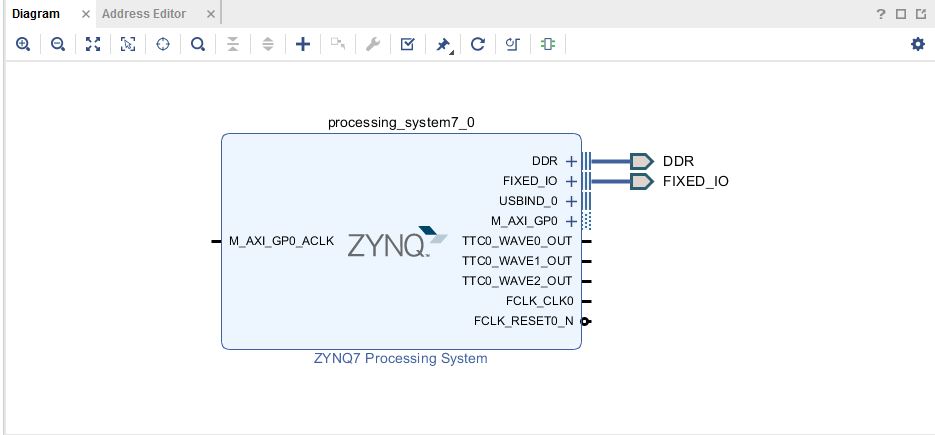 Diagram
Address Editor
?
processing_system7_0
DDR
FIXED_IO
USBIND_0
M_AXI_GP0
M_AXI_GP0_ACLK
ZYNQ
TTC0_WAVE0_OUT
TTC0_WAVE1_OUT
TTC0_WAVE2_OUT
FCLK_CLK0
FCLK_RESET0_N
DDR
FIXED_IO
ZYNQ7 Processing System